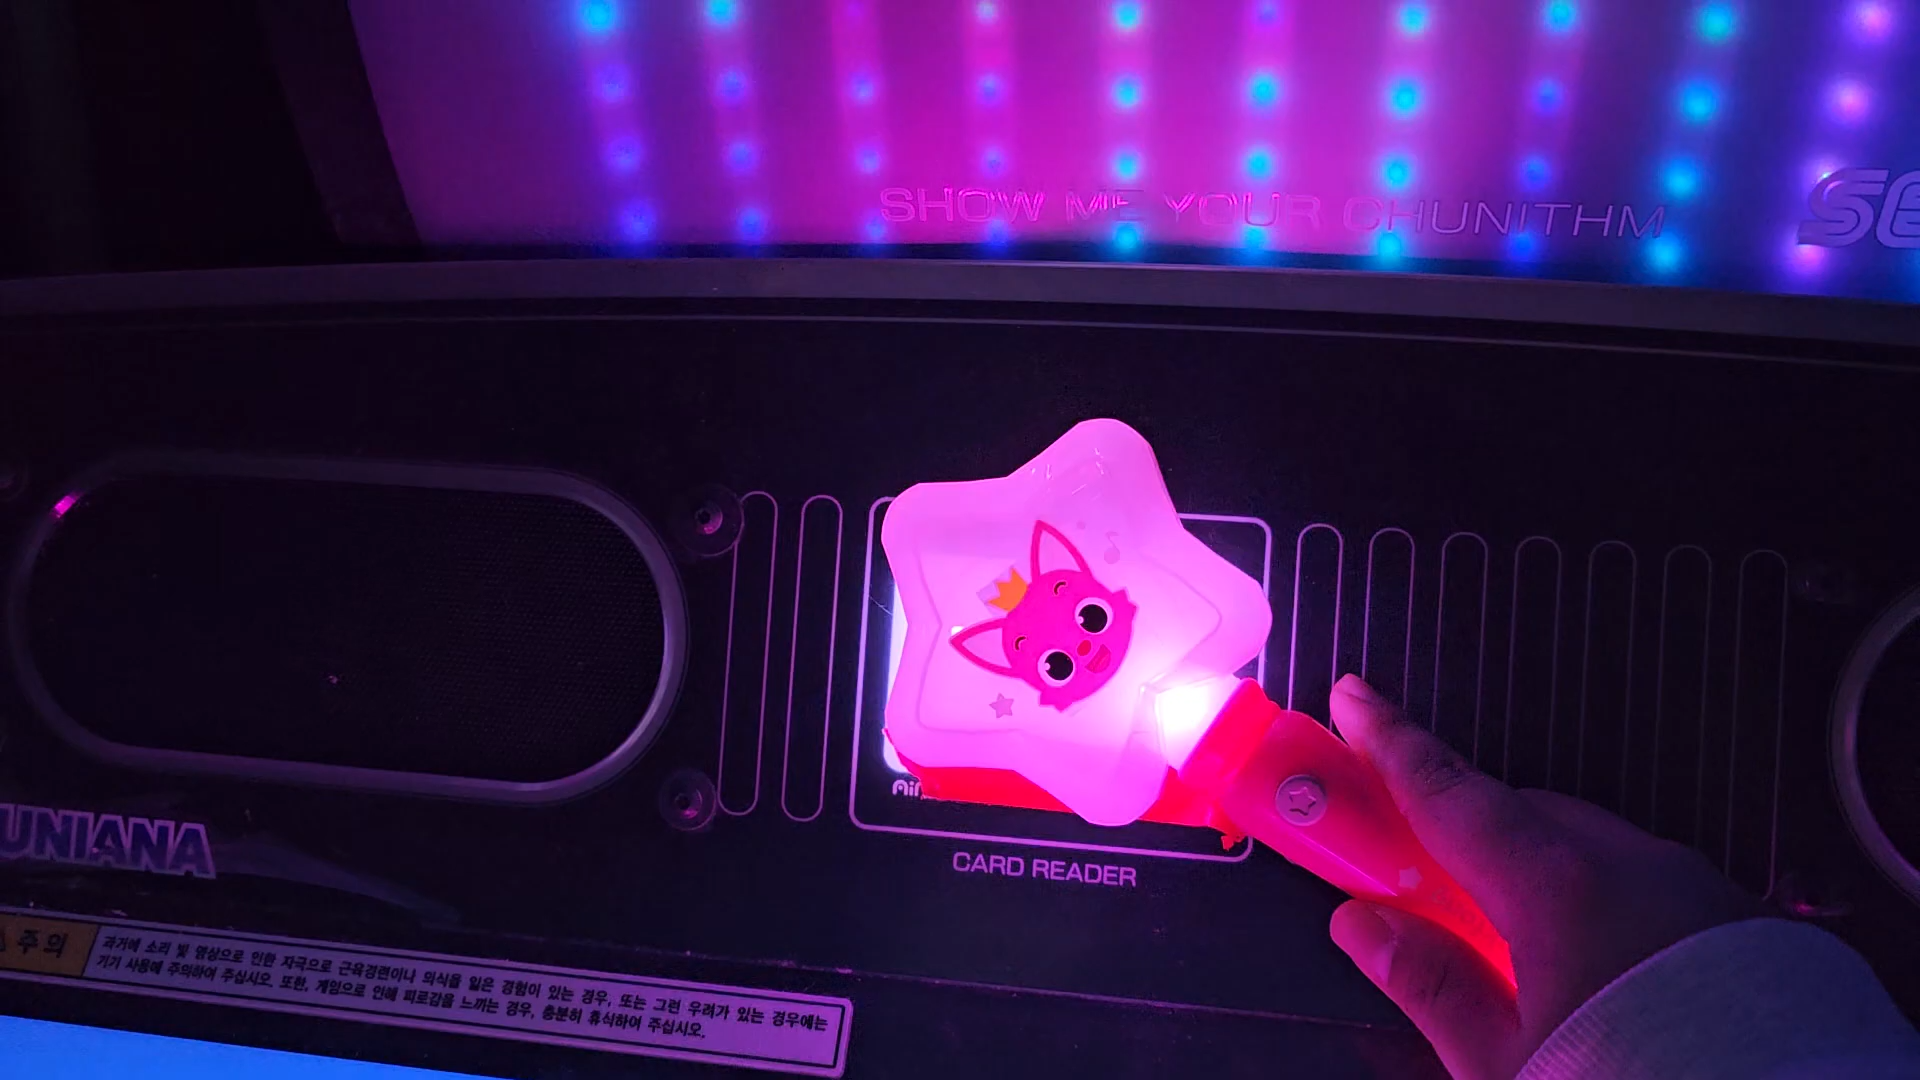 SHOW ME YOUR CHUNITHM
SE
Air
CARD READER
UNIANA
주의
과거에 소리 및 영상으로 인한 자극으로 근육경련이나 의식을 잃은 경험이 있는 경우, 또는 그런 우려가 있는 경우에는
기기 사용에 주의하여 주십시오. 또한, 게임으로 인해 피로감을 느끼는 경우, 충분히 휴식하여 주십시오.